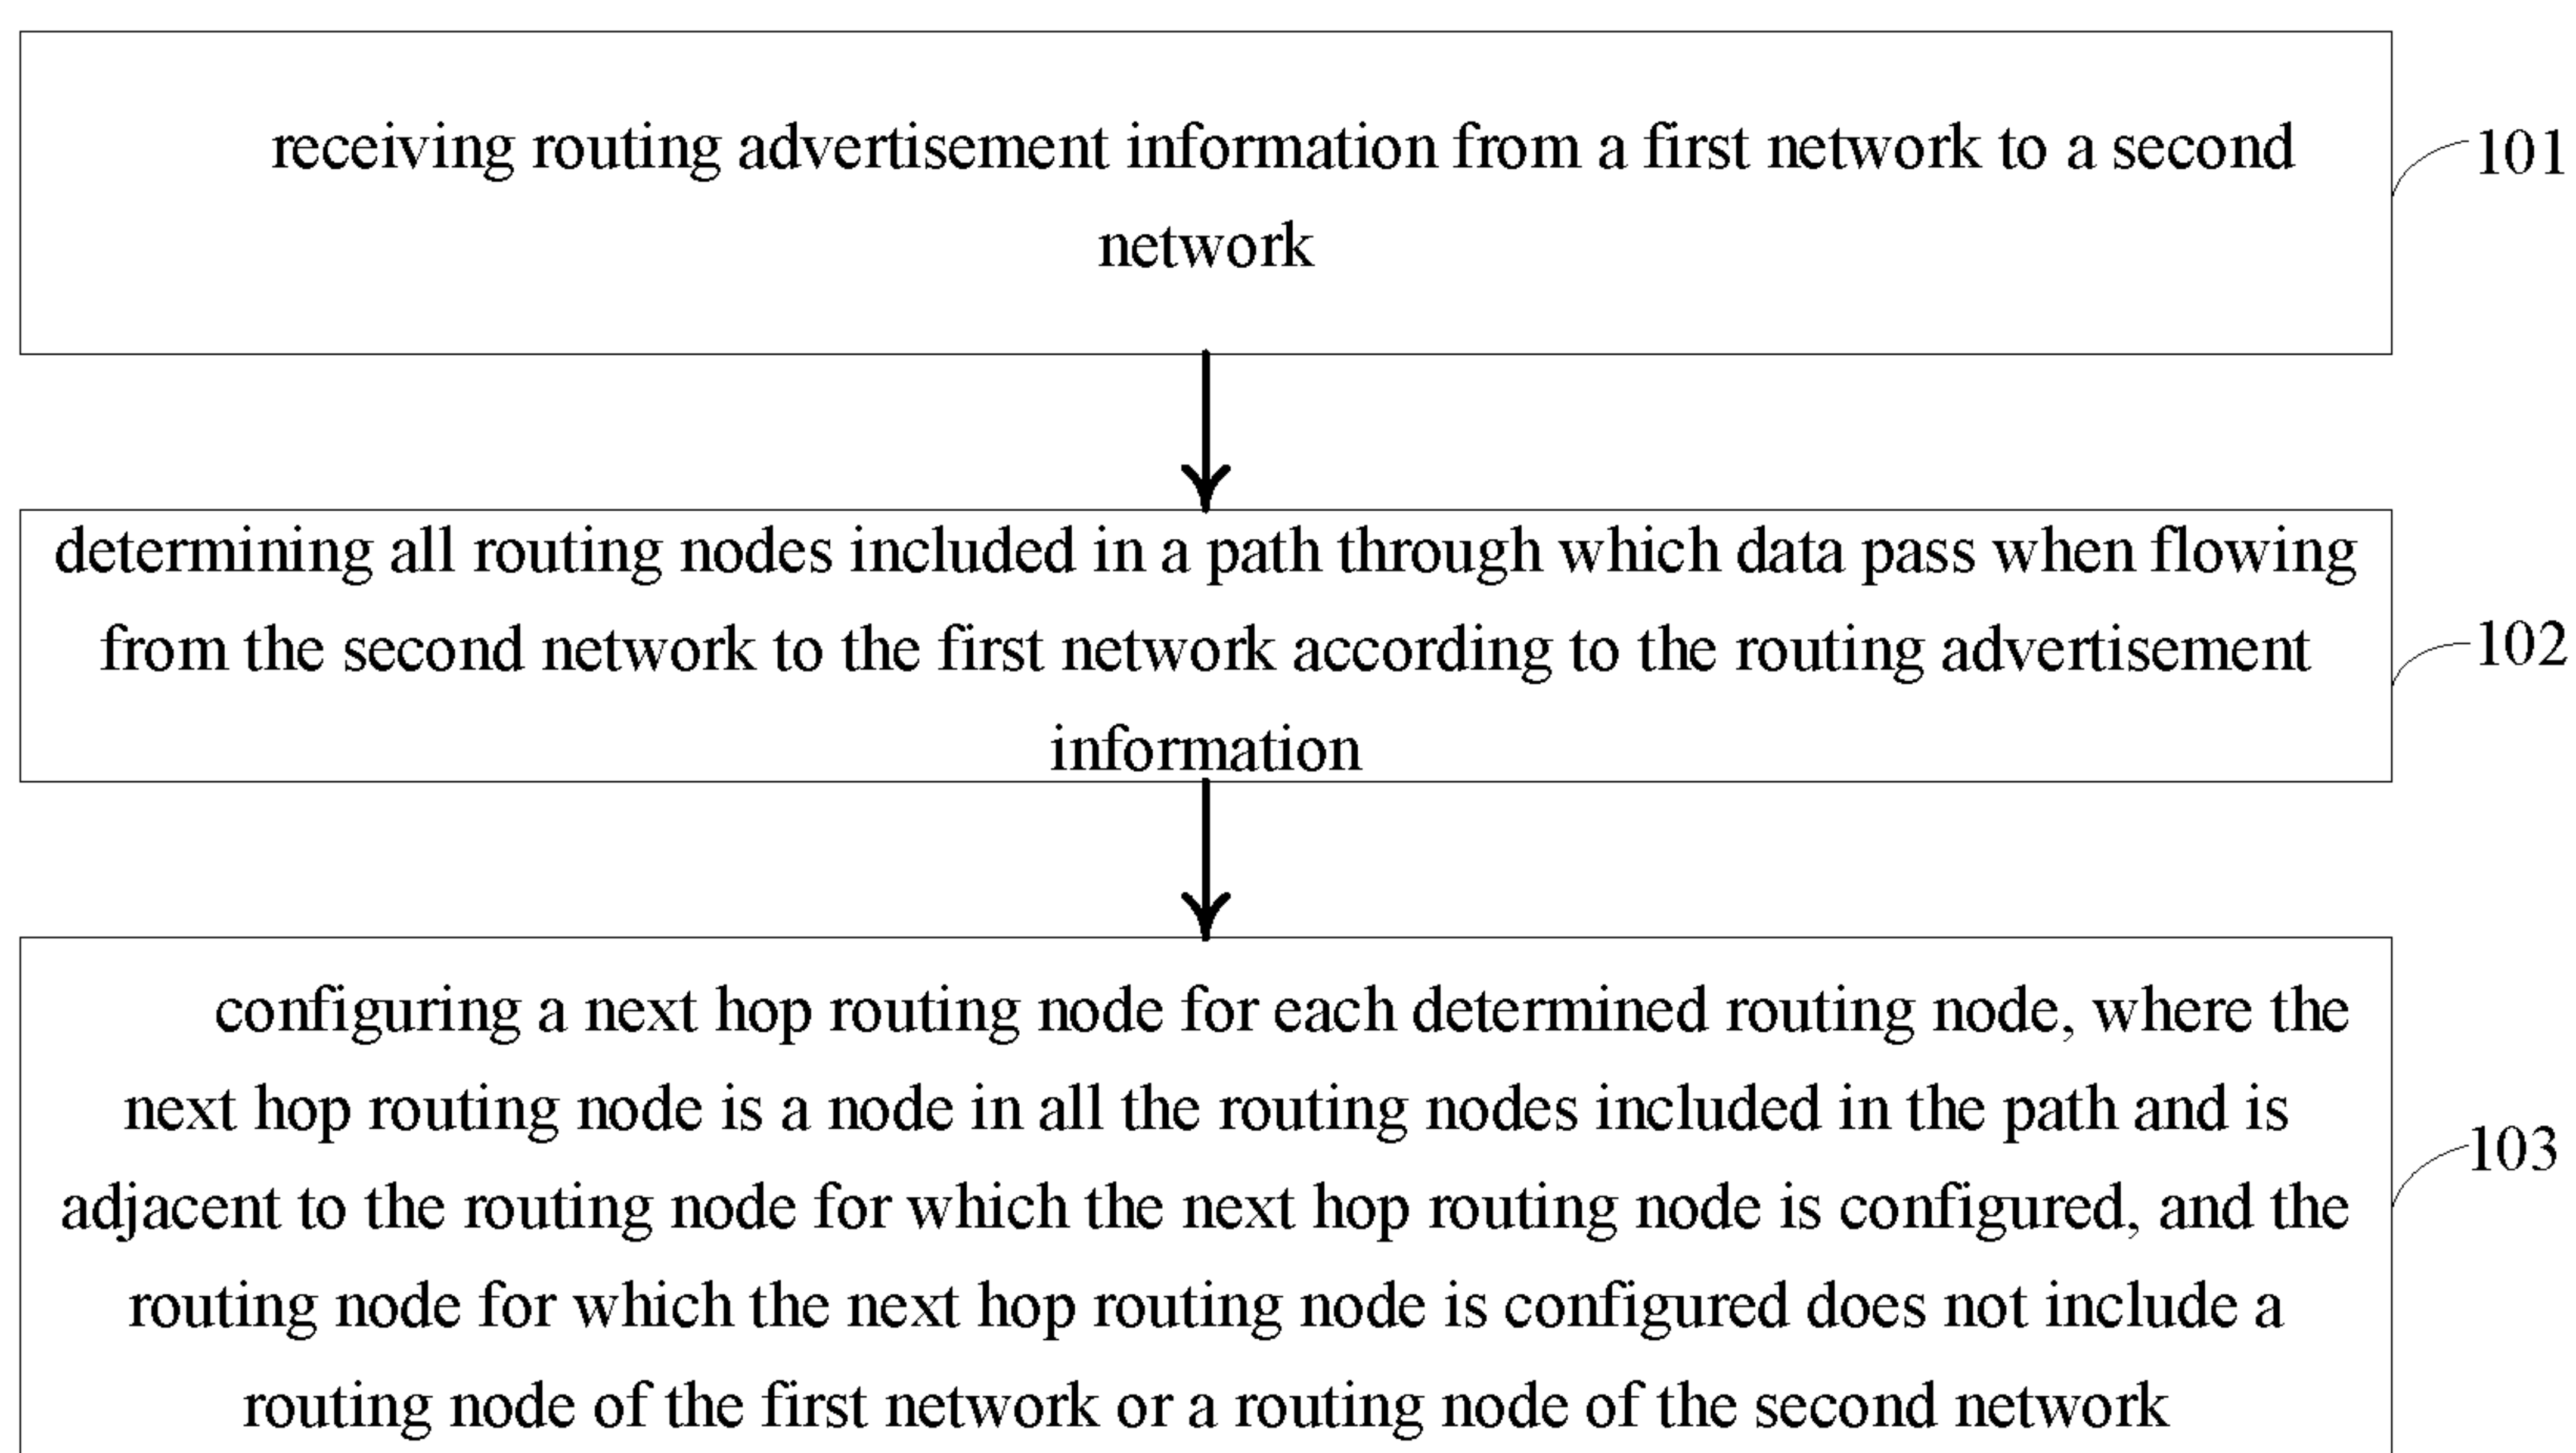 receiving routing advertisement information from a first network to a second
network
101
determining all routing nodes included in a path through which data pass when flowing
from the second network to the first network according to the routing advertisement
information
102
configuring a next hop routing node for each determined routing node, where the
next hop routing node is a node in all the routing nodes included in the path and is
adjacent to the routing node for which the next hop routing node is configured, and the
routing node for which the next hop routing node is configured does not include a
routing node of the first network or a routing node of the second network
103